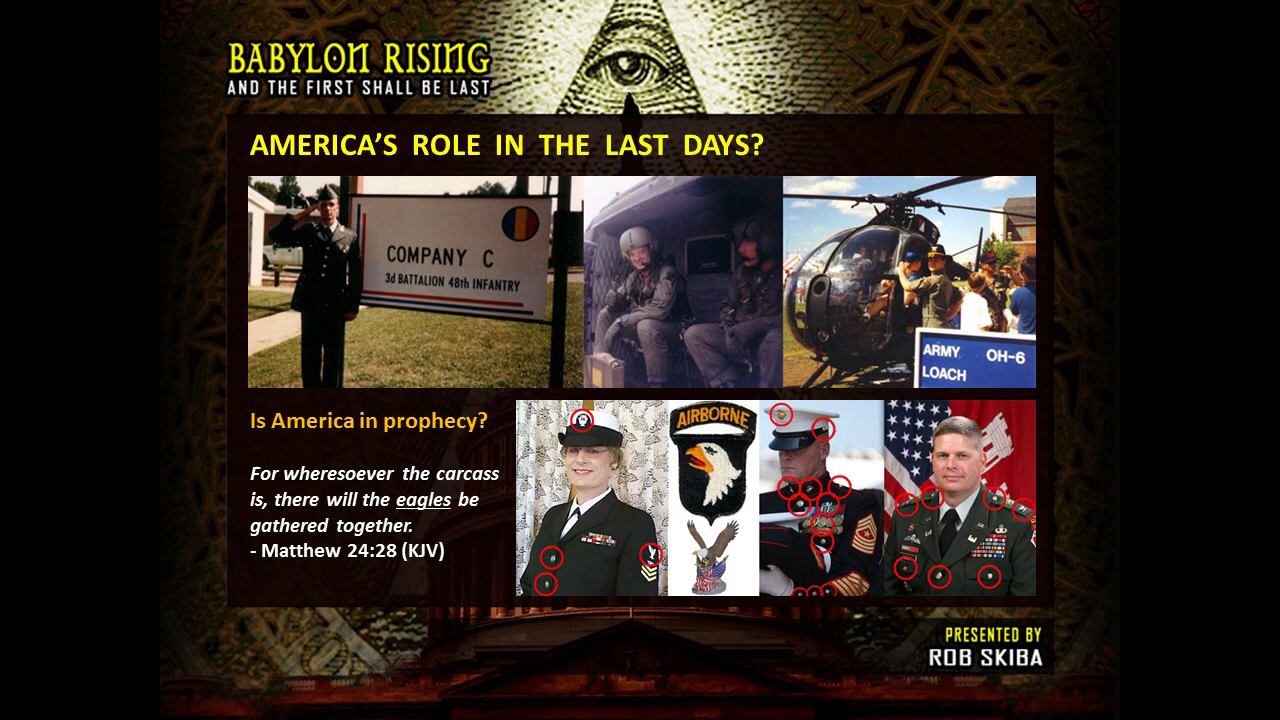 BABYLON RISING
AND THE FIRST SHALL BE LAST
AMERICA’S ROLE IN THE LAST DAYS?
COMPANY C
3d BATTALION 48th INFANTRY
ARMY OH-6
LOACH
Is America in prophecy?
For wheresoever the carcass
is, there will the eagles be
gathered together.
- Matthew 24:28 (KJV)
AIRBORNE
PRESENTED BY
ROB SKIBA